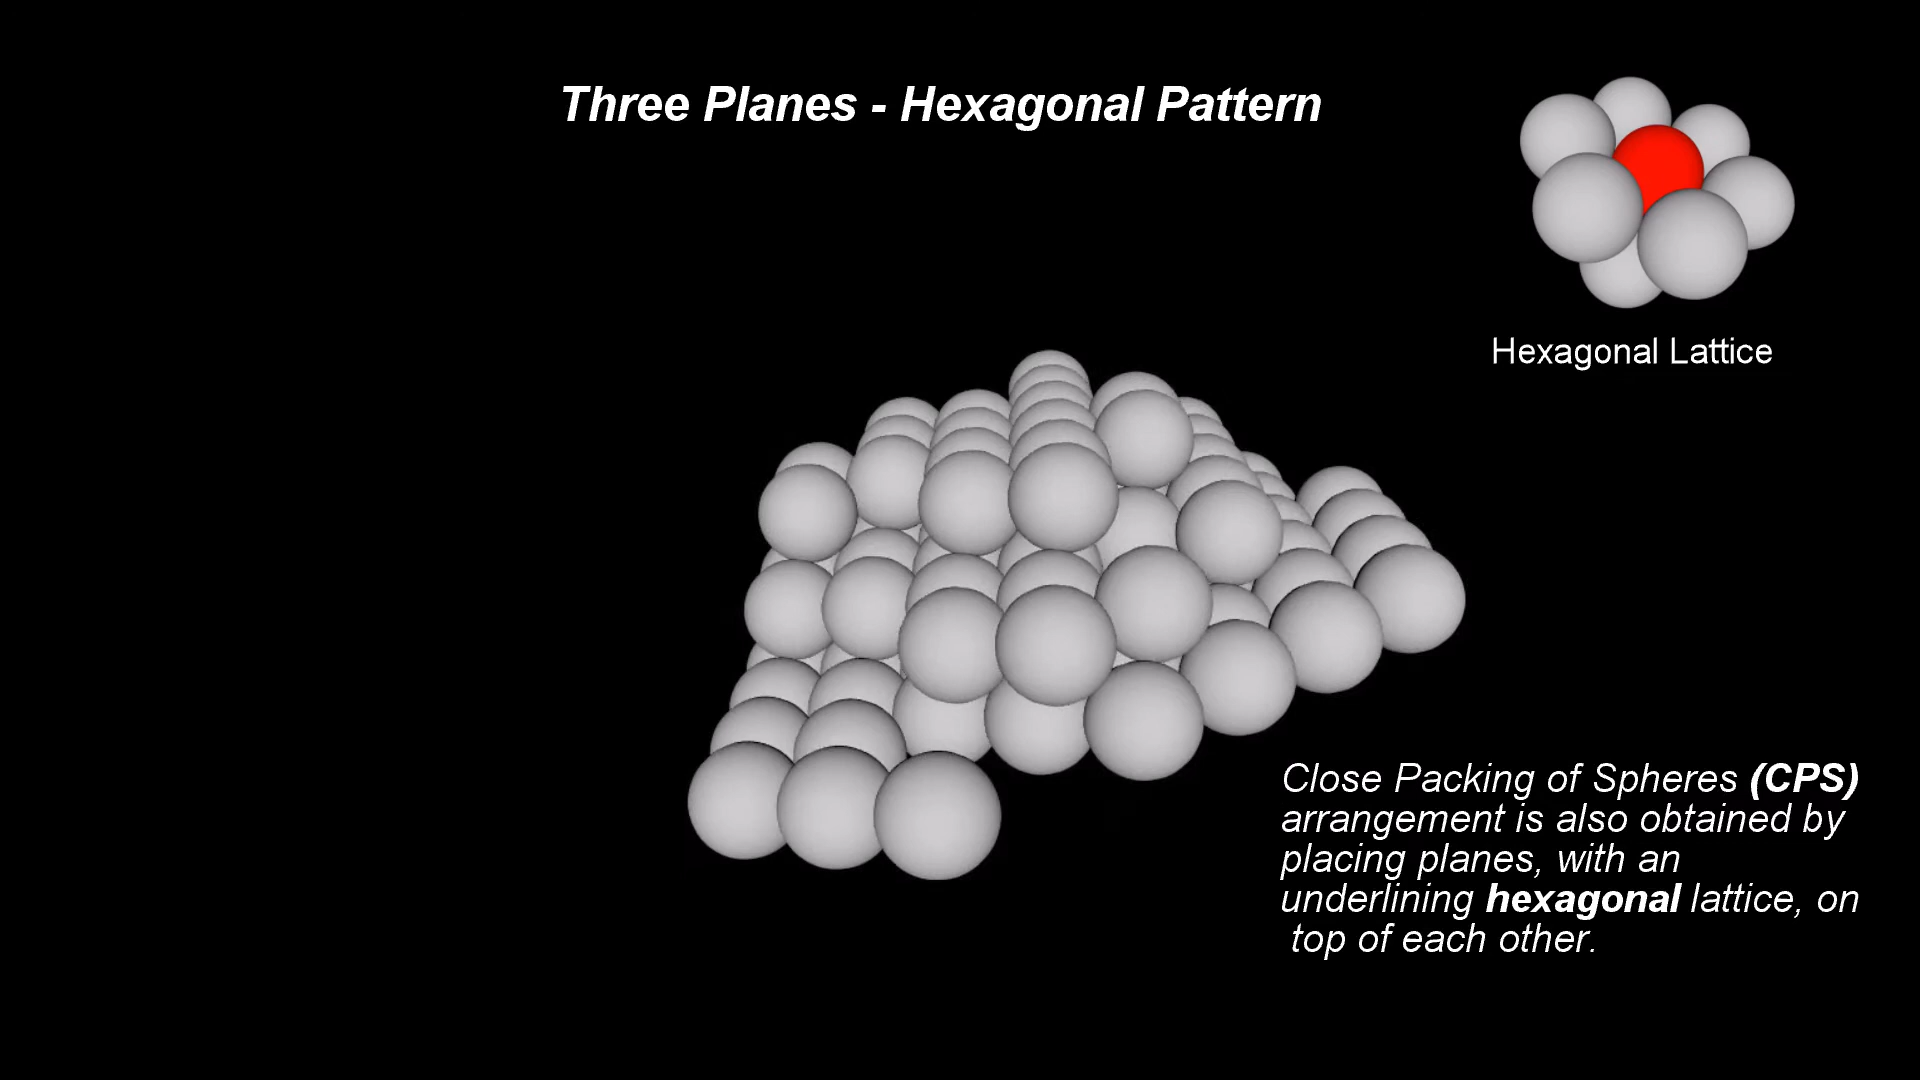 Three Planes - Hexagonal Pattern
Hexagonal Lattice
Close Packing of Spheres (CPS)
arrangement is also obtained by
placing planes, with an
underlining hexagonal lattice, on
top of each other.